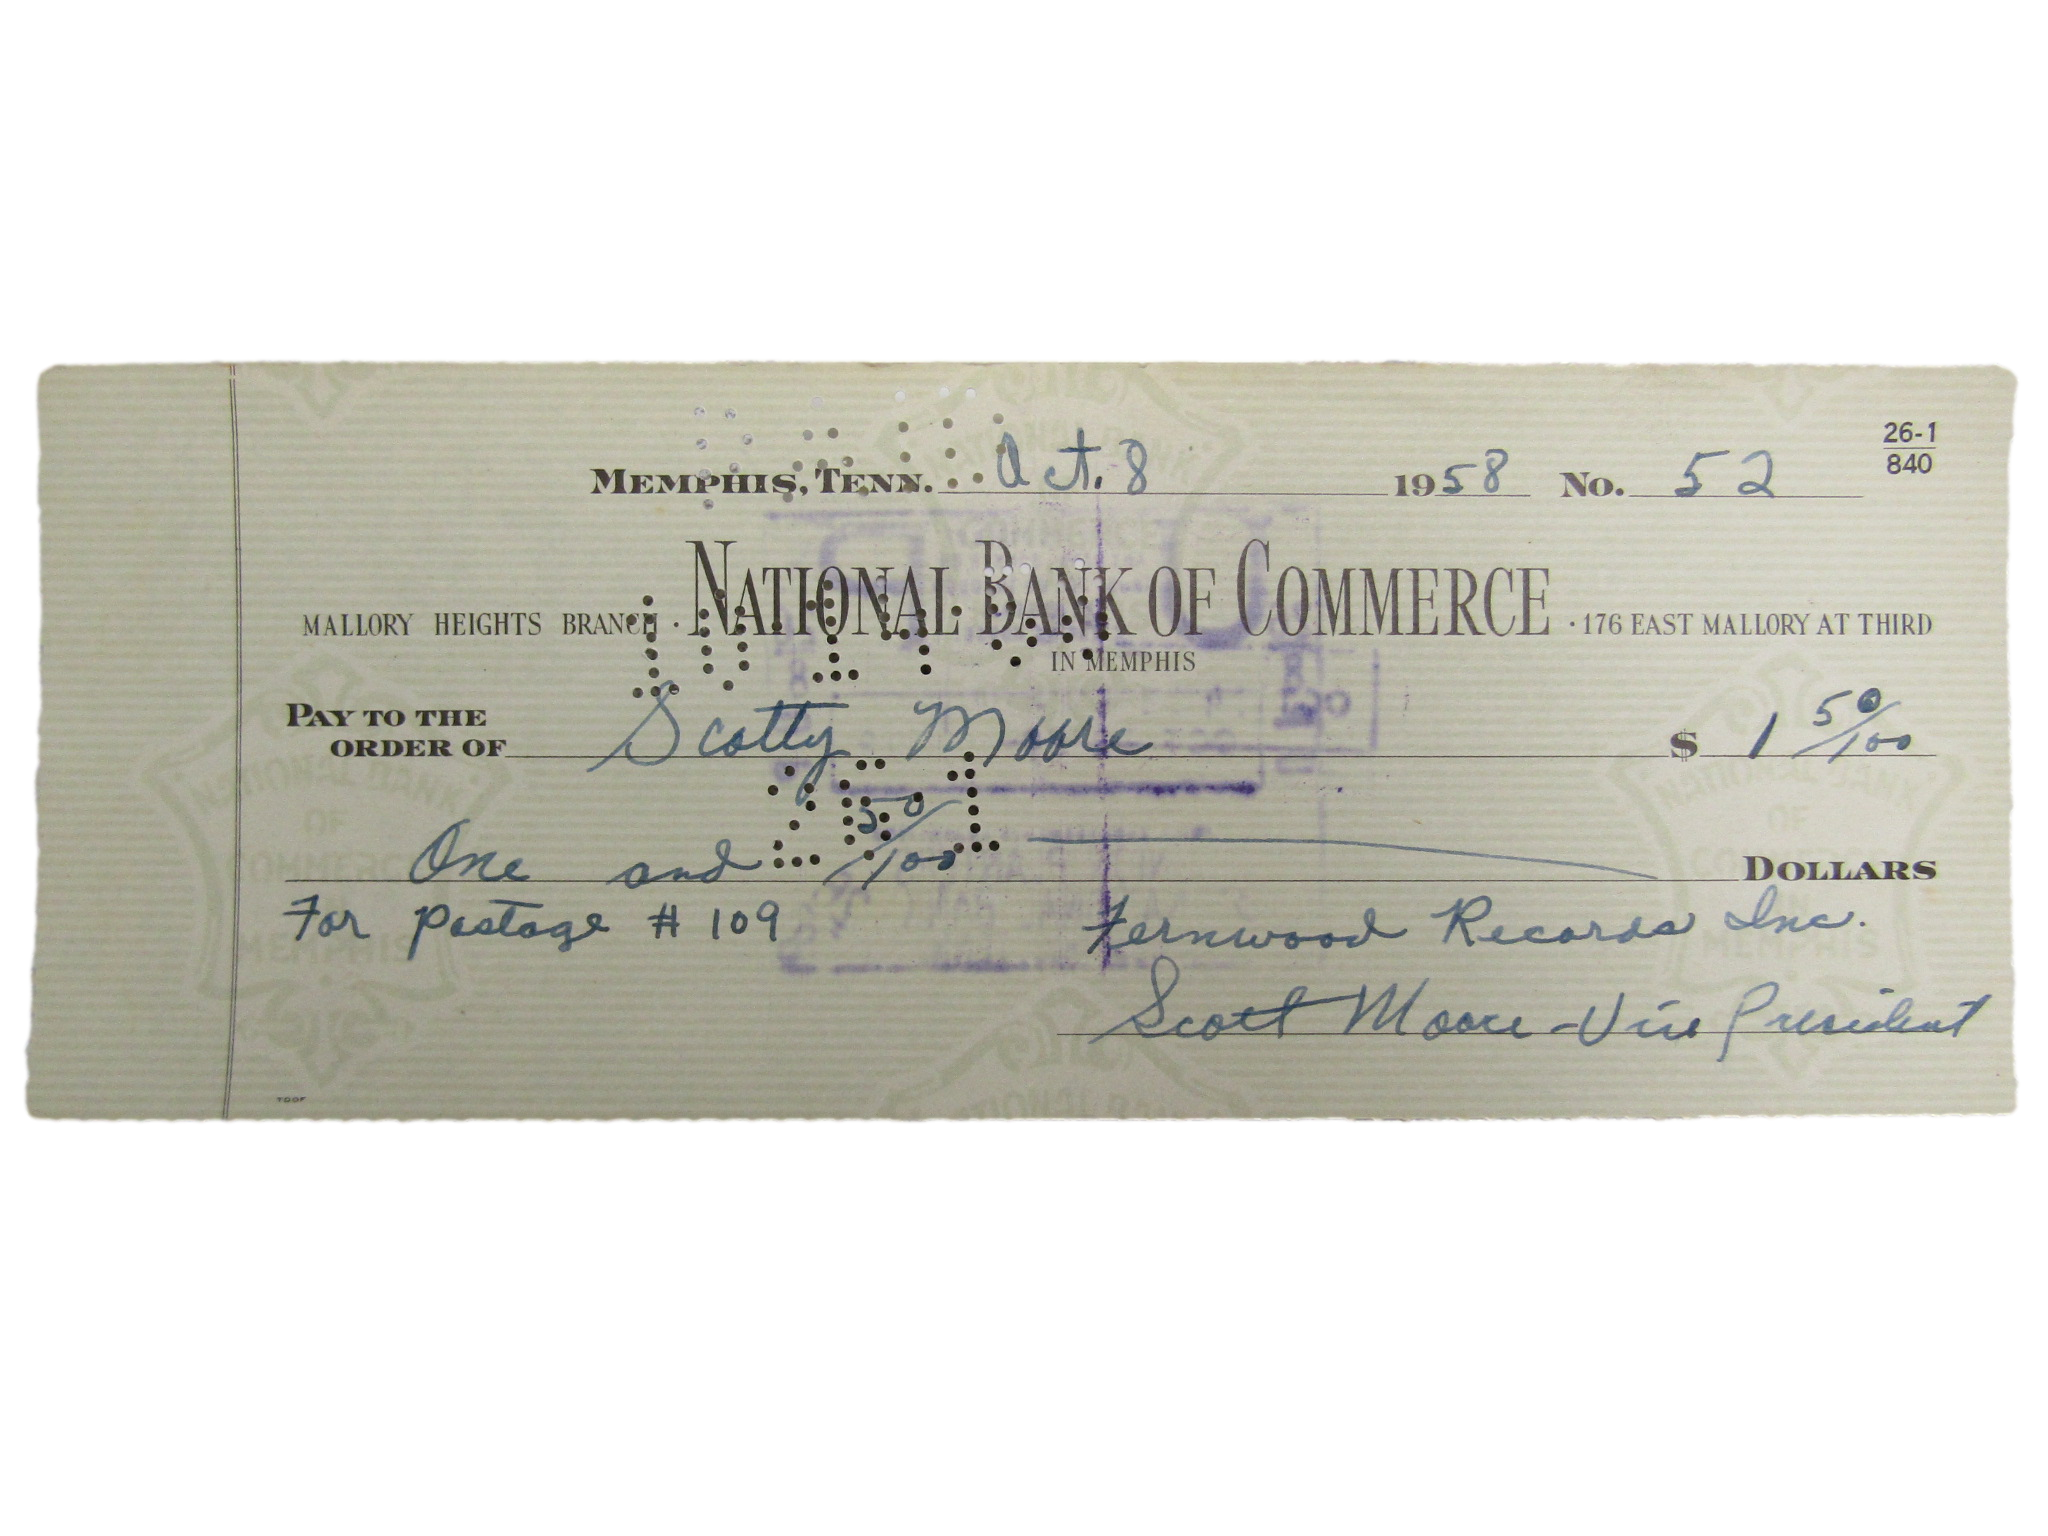 26-1
840
MEMPHIS, TENN. Oct. 8 1958 No. 52
MALLORY HEIGHTS BRANCH · NATIONAL BANK OF COMMERCE · 176 EAST MALLORY AT THIRD
IN MEMPHIS
PAY TO THE
ORDER OF Scotty Moore $ 1 50/100
One and 50/100 DOLLARS
For postage # 109
Fernwood Records Inc.
Scott Moore - Vice President
TOOF